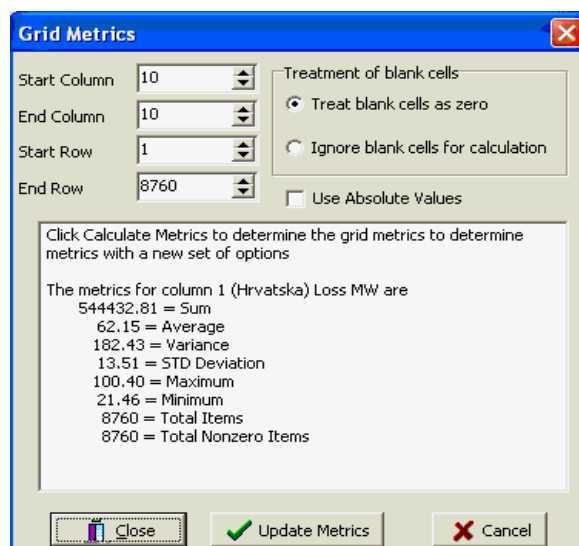 Grid Metrics
Start Column 10
End Column 10
Start Row 1
End Row 8760
Treatment of blank cells
Treat blank cells as zero
Ignore blank cells for calculation
Use Absolute Values
Click Calculate Metrics to determine the grid metrics to determine
metrics with a new set of options
The metrics for column 1 (Hrvatska) Loss MW are
544432.81 = Sum
62.15 = Average
182.43 = Variance
13.51 = STD Deviation
100.40 = Maximum
21.46 = Minimum
8760 = Total Items
8760 = Total Nonzero Items
Close Update Metrics Cancel